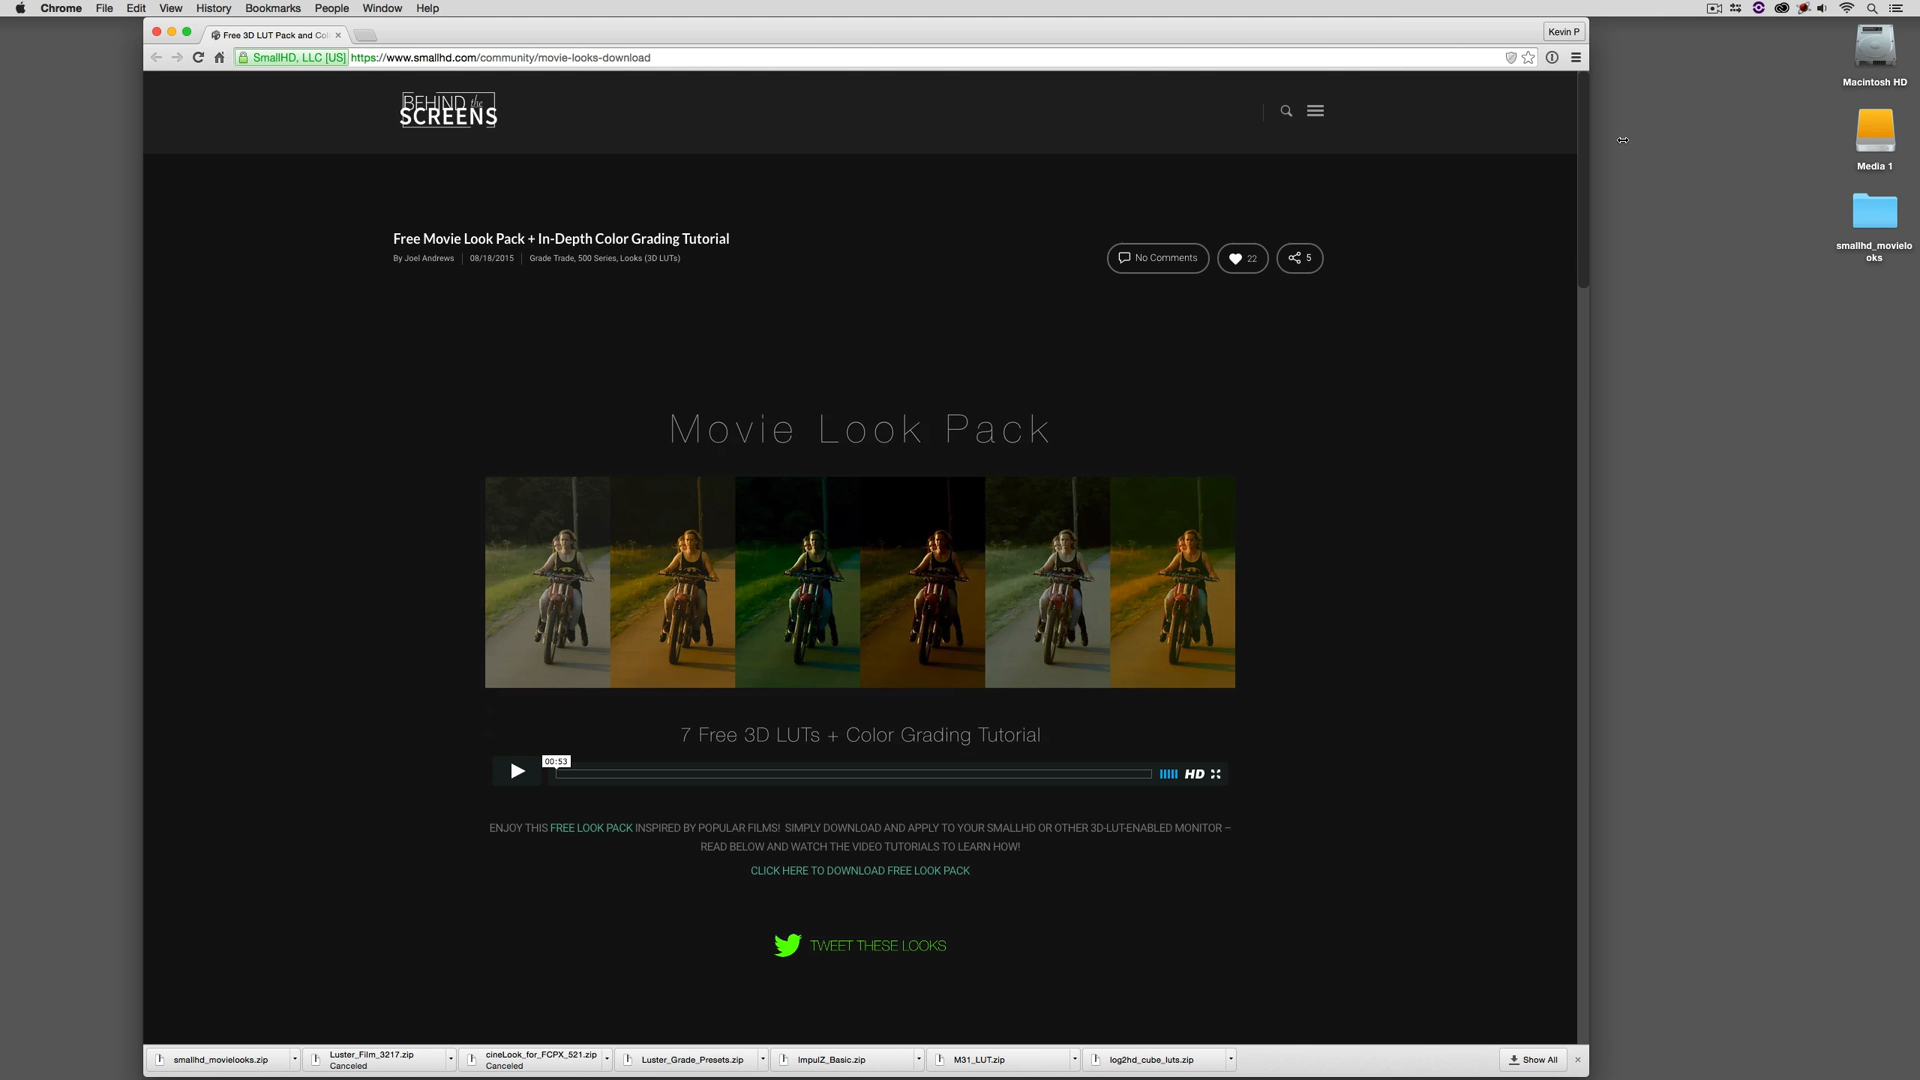 Chrome File Edit View History Bookmarks People Window Help
Free 3D LUT Pack and Col
Kevin P
SmallHD, LLC [US] https://www.smallhd.com/community/movie-looks-download
Macintosh HD
BEHIND the
SCREENS
Media 1
Free Movie Look Pack + In-Depth Color Grading Tutorial
By Joel Andrews 08/18/2015 Grade Trade, 500 Series, Looks (3D LUTs)
No Comments 22 5
smallhd_movielo
oks
Movie Look Pack
7 Free 3D LUTs + Color Grading Tutorial
00:53
HD
ENJOY THIS FREE LOOK PACK INSPIRED BY POPULAR FILMS! SIMPLY DOWNLOAD AND APPLY TO YOUR SMALLHD OR OTHER 3D-LUT-ENABLED MONITOR –
READ BELOW AND WATCH THE VIDEO TUTORIALS TO LEARN HOW!
CLICK HERE TO DOWNLOAD FREE LOOK PACK
TWEET THESE LOOKS
smallhd_movielooks.zip
Luster_Film_3217.zip
Canceled
cineLook_for_FCPX_521.zip
Canceled
Luster_Grade_Presets.zip
ImpulZ_Basic.zip
M31_LUT.zip
log2hd_cube_luts.zip
Show All